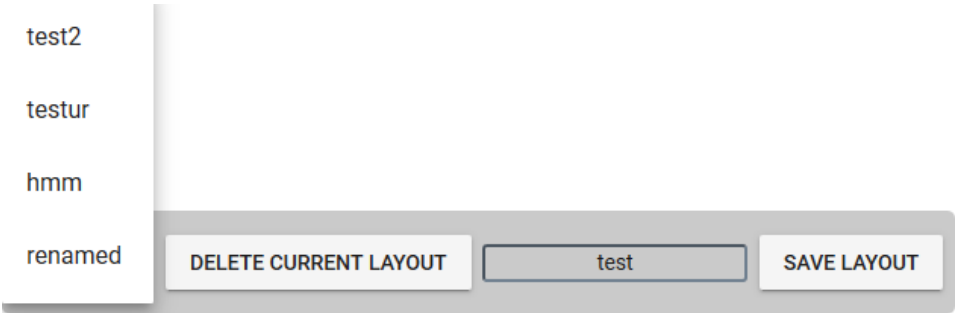 test2
testur
hmm
renamed
DELETE CURRENT LAYOUT
test
SAVE LAYOUT